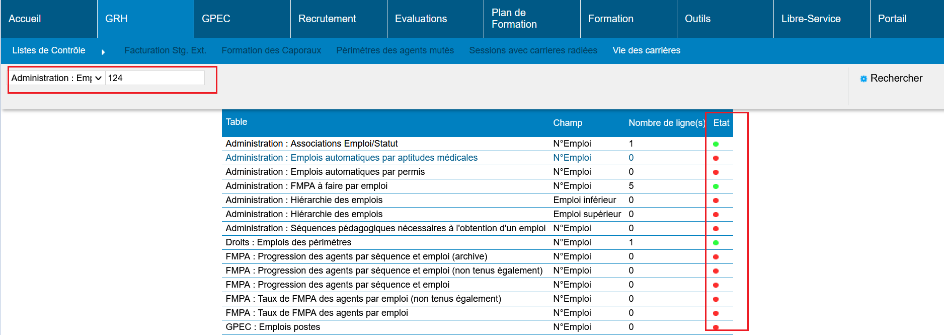 Accueil GRH GPEC Recrutement Evaluations Plan de Formation Formation Outils Libre-Service Portail
Listes de Contrôle Facturation Stg. Ext. Formation des Caporaux Périmètres des agents mutés Sessions avec carrieres radiées Vie des carrières
Administration : Emp 124 Rechercher
Table Champ Nombre de ligne(s) Etat
Administration : Associations Emploi/Statut N°Emploi 1
Administration : Emplois automatiques par aptitudes médicales N°Emploi 0
Administration : Emplois automatiques par permis N°Emploi 0
Administration : FMPA à faire par emploi N°Emploi 5
Administration : Hiérarchie des emplois Emploi inférieur 0
Administration : Hiérarchie des emplois Emploi supérieur 0
Administration : Séquences pédagogiques nécessaires à l'obtention d'un emploi N°Emploi 0
Droits : Emplois des périmètres N°Emploi 1
FMPA : Progression des agents par séquence et emploi (archive) N°Emploi 0
FMPA : Progression des agents par séquence et emploi (non tenus également) N°Emploi 0
FMPA : Progression des agents par séquence et emploi N°Emploi 0
FMPA : Taux de FMPA des agents par emploi (non tenus également) N°Emploi 0
FMPA : Taux de FMPA des agents par emploi N°Emploi 0
GPEC : Emplois postes N°Emploi 0